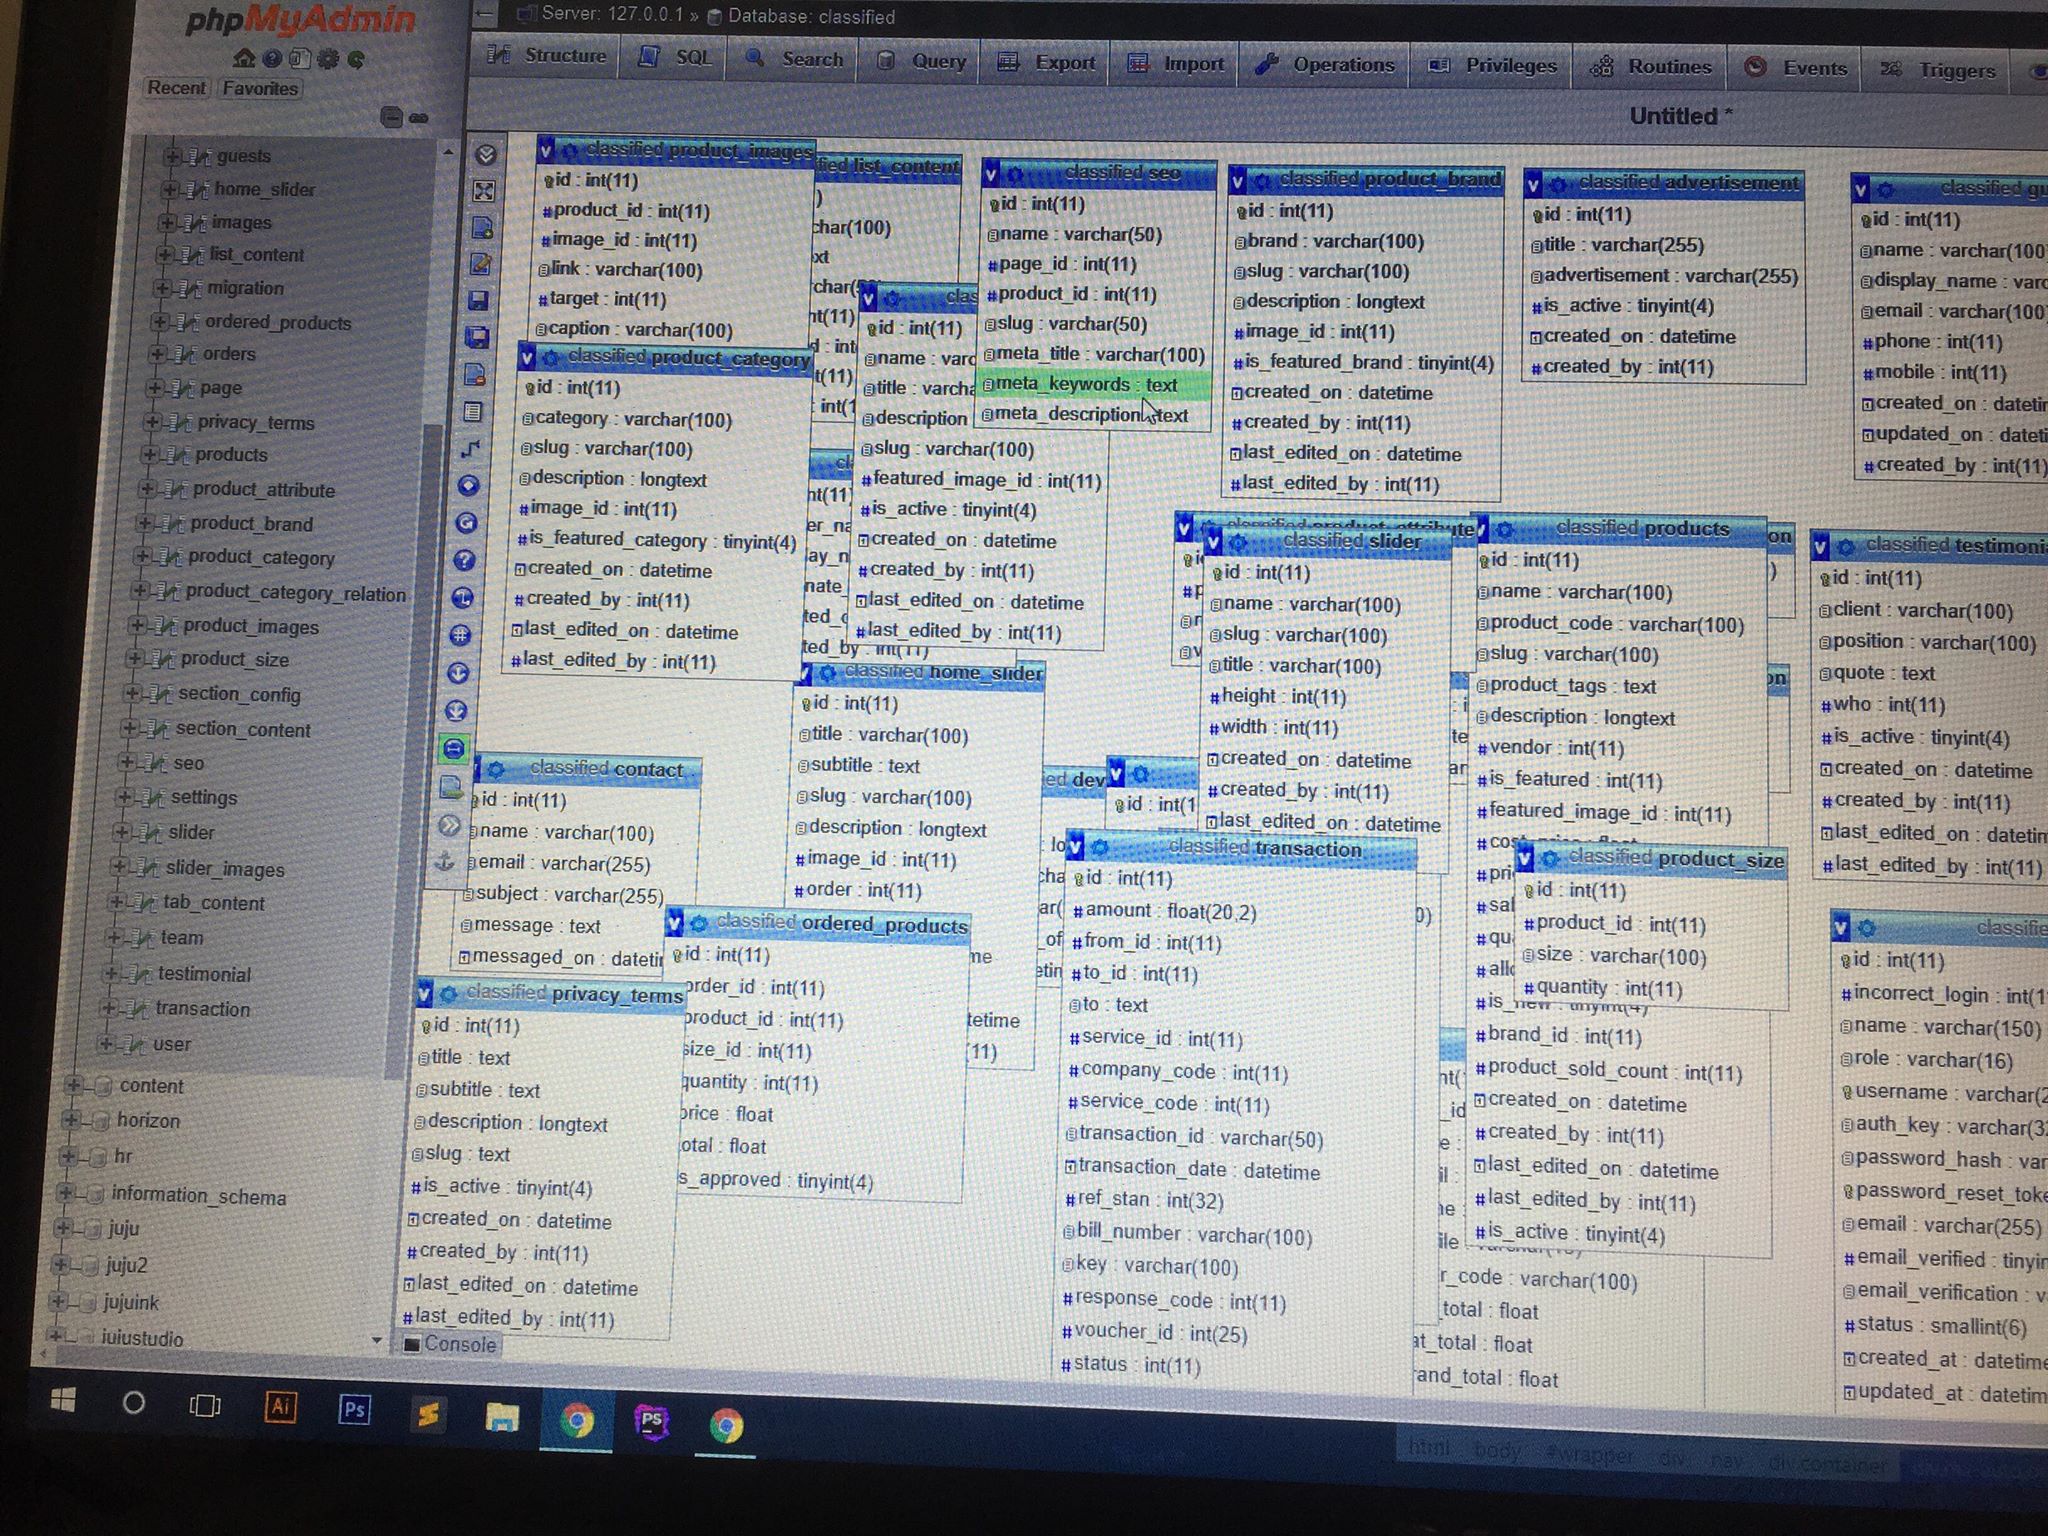 phpMyAdmin
Recent Favorites
guests
home_slider
images
list_content
migration
ordered_products
orders
page
privacy_terms
products
product_attribute
product_brand
product_category
product_category_relation
product_images
product_size
section_config
section_content
seo
settings
slider
slider_images
tab_content
team
testimonial
transaction
user
content
horizon
hr
information_schema
juju
juju2
jujuink
Server: 127.0.0.1 » Database: classified
Structure SQL Search Query Export Import Operations Privileges Routines Events Triggers
Untitled *
classified product_images
id : int(11)
#product_id : int(11)
#image_id : int(11)
link : varchar(100)
#target : int(11)
caption : varchar(100)
classified product_category
id : int(11)
category : varchar(100)
slug : varchar(100)
description : longtext
#image_id : int(11)
#is_featured_category : tinyint(4)
created_on : datetime
#created_by : int(11)
last_edited_on : datetime
#last_edited_by : int(11)
list_content
id : int(11)
title
description
slug : varchar(100)
#featured_image_id : int(11)
#is_active : tinyint(4)
created_on : datetime
#created_by : int(11)
last_edited_on : datetime
#last_edited_by : int(11)
classified seo
id : int(11)
name : varchar(50)
#page_id : int(11)
#product_id : int(11)
slug : varchar(50)
meta_title : varchar(100)
meta_keywords : text
meta_description : text
classified product_brand
id : int(11)
brand : varchar(100)
slug : varchar(100)
description : longtext
#image_id : int(11)
#is_featured_brand : tinyint(4)
created_on : datetime
#created_by : int(11)
last_edited_on : datetime
#last_edited_by : int(11)
classified advertisement
id : int(11)
title : varchar(255)
advertisement : varchar(255)
#is_active : tinyint(4)
created_on : datetime
#created_by : int(11)
classified gu
id : int(11)
name : varchar(100
display_name : varc
email : varchar(100
#phone : int(11)
#mobile : int(11)
created_on : datetin
updated_on : dateti
#created_by : int(11)
classified home_slider
id : int(11)
title : varchar(100)
subtitle : text
slug : varchar(100)
description : longtext
#image_id : int(11)
#order : int(11)
classified slider
id : int(11)
name : varchar(100)
slug : varchar(100)
title : varchar(100)
#height : int(11)
#width : int(11)
created_on : datetime
#created_by : int(11)
last_edited_on : datetime
classified products
id : int(11)
name : varchar(100)
product_code : varchar(100)
slug : varchar(100)
product_tags : text
description : longtext
#vendor : int(11)
#is_featured : int(11)
#featured_image_id : int(11)
#brand_id : int(11)
#product_sold_count : int(11)
created_on : datetime
#created_by : int(11)
last_edited_on : datetime
#last_edited_by : int(11)
#is_active : tinyint(4)
classified product_size
id : int(11)
#product_id : int(11)
size : varchar(100)
#quantity : int(11)
classified testimonia
id : int(11)
client : varchar(100)
position : varchar(100)
quote : text
#who : int(11)
#is_active : tinyint(4)
created_on : datetime
#created_by : int(11)
last_edited_on : datetim
#last_edited_by : int(11)
classified contact
id : int(11)
name : varchar(100)
email : varchar(255)
subject : varchar(255)
message : text
messaged_on : dateti
classified ordered_products
id : int(11)
order_id : int(11)
product_id : int(11)
size_id : int(11)
quantity : int(11)
price : float
otal : float
s_approved : tinyint(4)
classified privacy_terms
id : int(11)
title : text
subtitle : text
description : longtext
slug : text
#is_active : tinyint(4)
created_on : datetime
#created_by : int(11)
last_edited_on : datetime
#last_edited_by : int(11)
classified transaction
id : int(11)
#amount : float(20,2)
#from_id : int(11)
#to_id : int(11)
to : text
#service_id : int(11)
#company_code : int(11)
#service_code : int(11)
transaction_id : varchar(50)
transaction_date : datetime
#ref_stan : int(32)
bill_number : varchar(100)
key : varchar(100)
#response_code : int(11)
#voucher_id : int(25)
#status : int(11)
r_code : varchar(100)
_total : float
at_total : float
rand_total : float
classifie
id : int(11)
#incorrect_login : int(1
name : varchar(150)
role : varchar(16)
username : varchar(2
auth_key : varchar(3
password_hash : var
password_reset_toke
email : varchar(255)
#email_verified : tinyin
email_verification : v
#status : smallint(6)
created_at : datetime
updated_at : datetim
Console
Ai Ps PS
html body #wrapper div nav div.container